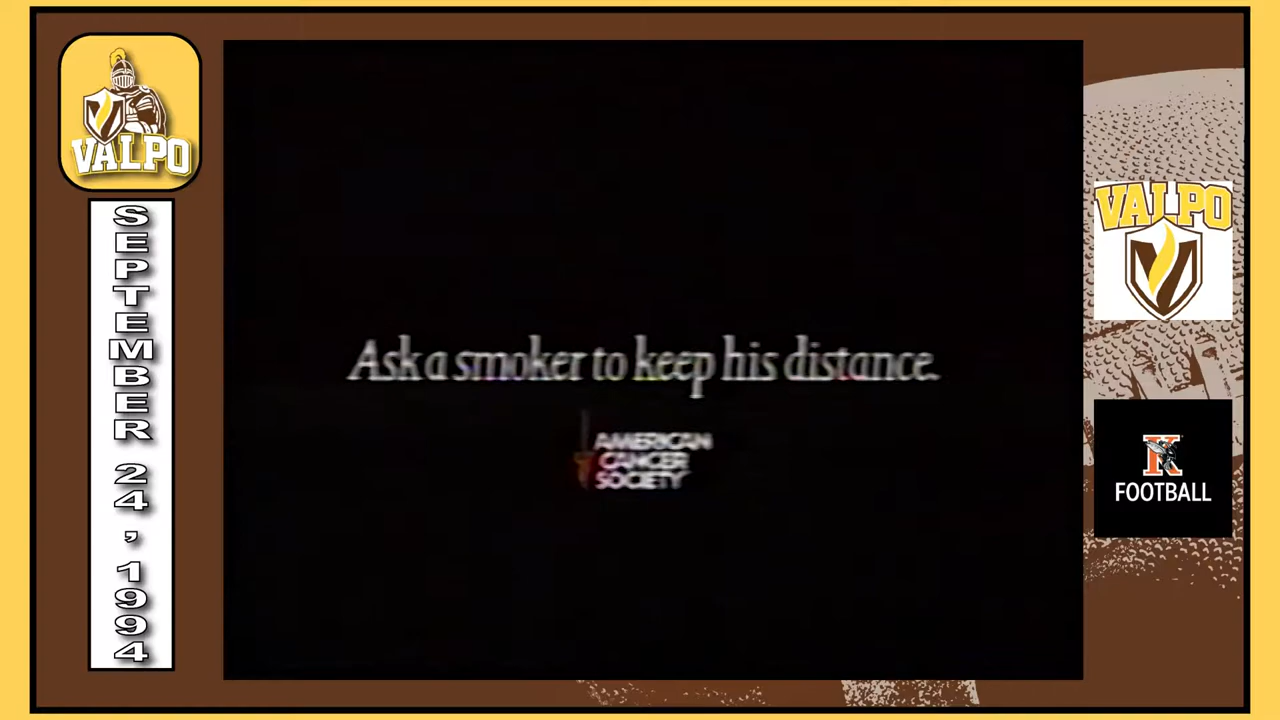 VALPO
SEPTEMBER 24, 1994
Ask a smoker to keep his distance.
AMERICAN
CANCER
SOCIETY
VALPO
K
FOOTBALL